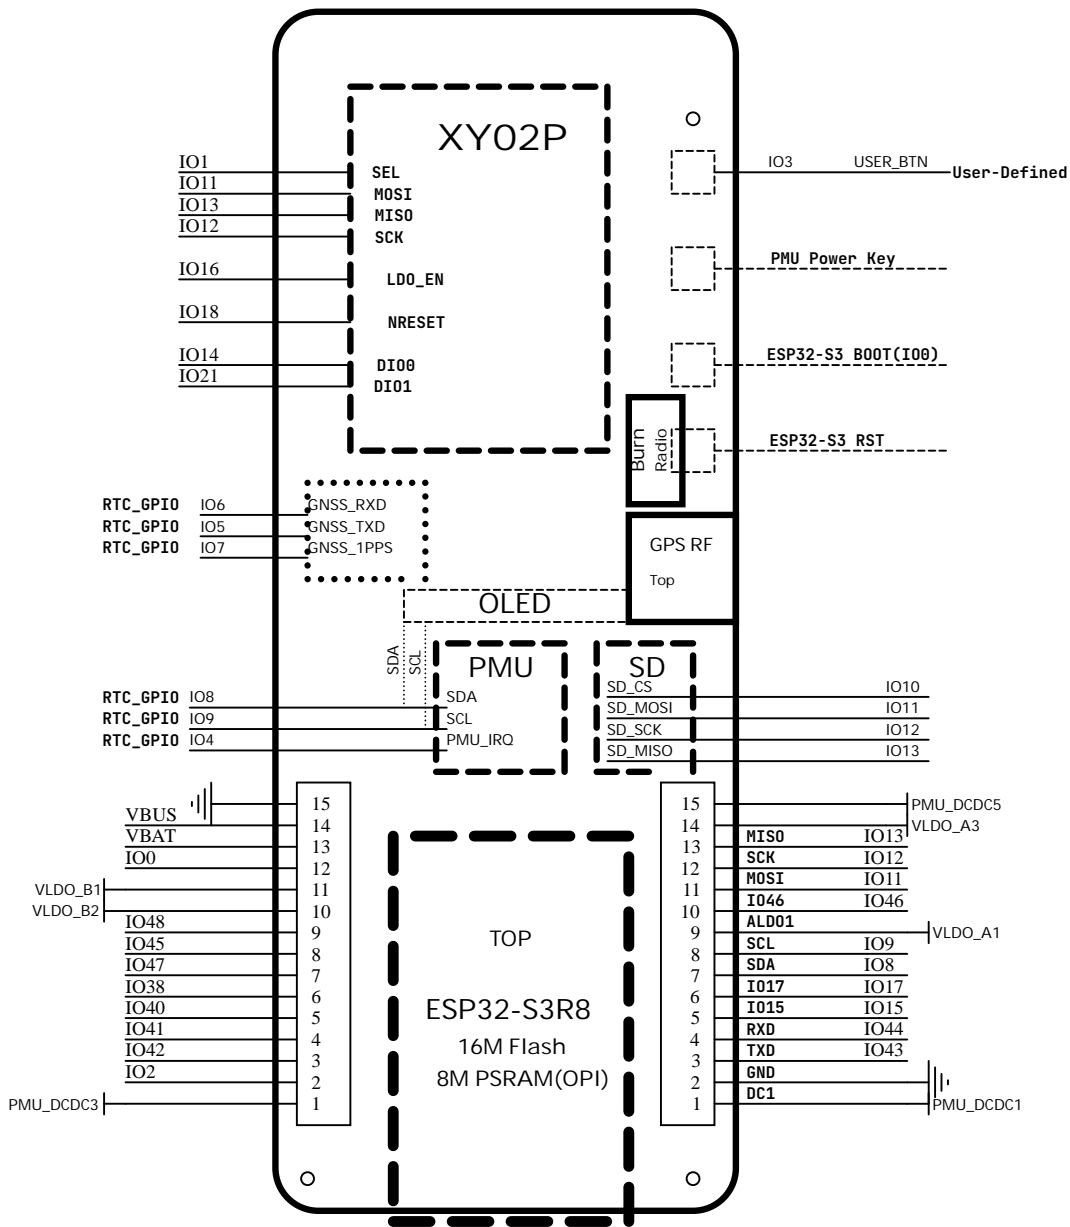 XY02P
IO1 SEL
IO11 MOSI
IO13 MISO
IO12 SCK
IO16 LDO_EN
IO18 NRESET
IO14 DIO0
IO21 DIO1
IO3 USER_BTN User-Defined
PMU Power Key
ESP32-S3 BOOT(IO0)
ESP32-S3 RST
Burn
Radio
RTC_GPIO IO6 GNSS_RXD
RTC_GPIO IO5 GNSS_TXD
RTC_GPIO IO7 GNSS_1PPS
GPS RF
Top
OLED
SDA
SCL
PMU
RTC_GPIO IO8 SDA
RTC_GPIO IO9 SCL
RTC_GPIO IO4 PMU_IRQ
SD
SD_CS IO10
SD_MOSI IO11
SD_SCK IO12
SD_MISO IO13
15
VBUS 14
VBAT 13
IO0 12
VLDO_B1 11
VLDO_B2 10
IO48 9
IO45 8
IO47 7
IO38 6
IO40 5
IO41 4
IO42 3
IO2 2
PMU_DCDC3 1
TOP
ESP32-S3R8
16M Flash
8M PSRAM(OPI)
15 PMU_DCDC5
14 VLDO_A3
13 MISO IO13
12 SCK IO12
11 MOSI IO11
10 IO46 IO46
9 ALDO1 VLDO_A1
8 SCL IO9
7 SDA IO8
6 IO17 IO17
5 IO15 IO15
4 RXD IO44
3 TXD IO43
2 GND
1 DC1 PMU_DCDC1